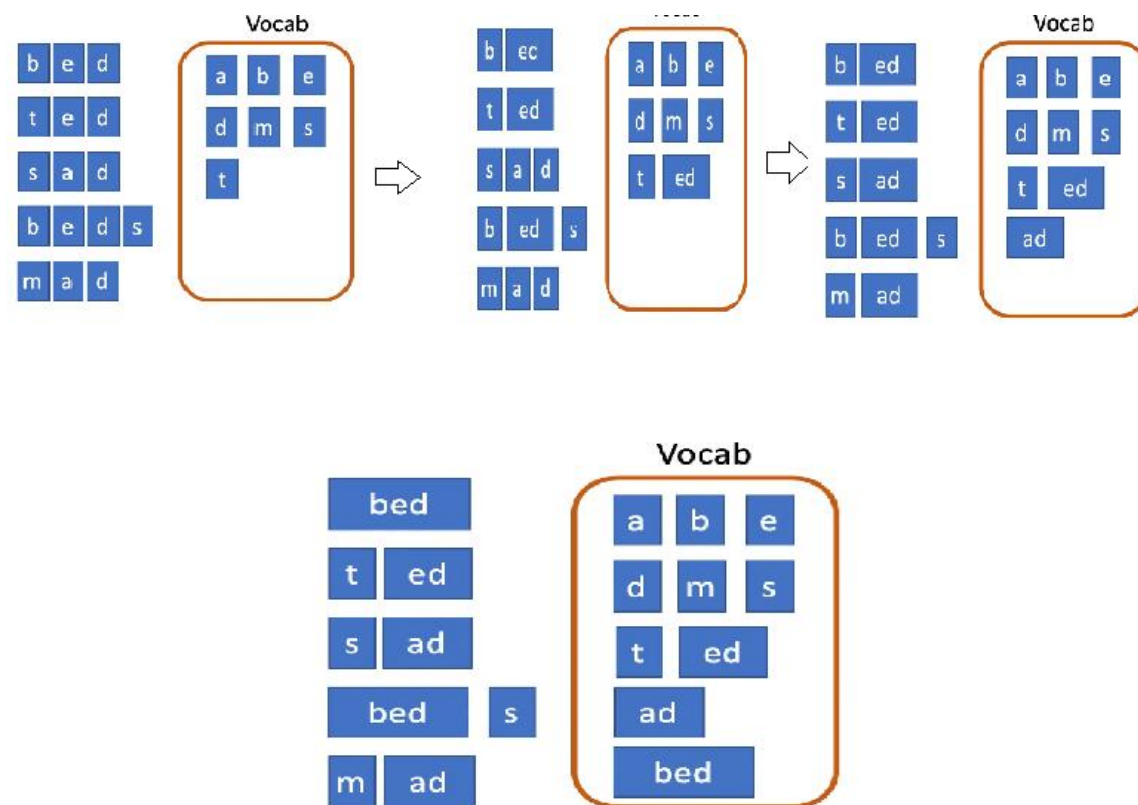 Vocab
b e d
t e d
s a d
b e d s
m a d
a b e
d m s
t
b ec
t ed
s a d
b ed s
m a d
a b e
d m s
t ed
Vocab
b ed
t ed
s ad
b ed s
m ad
a b e
d m s
t ed
ad
Vocab
bed
t ed
s ad
bed s
m ad
a b e
d m s
t ed
ad
bed